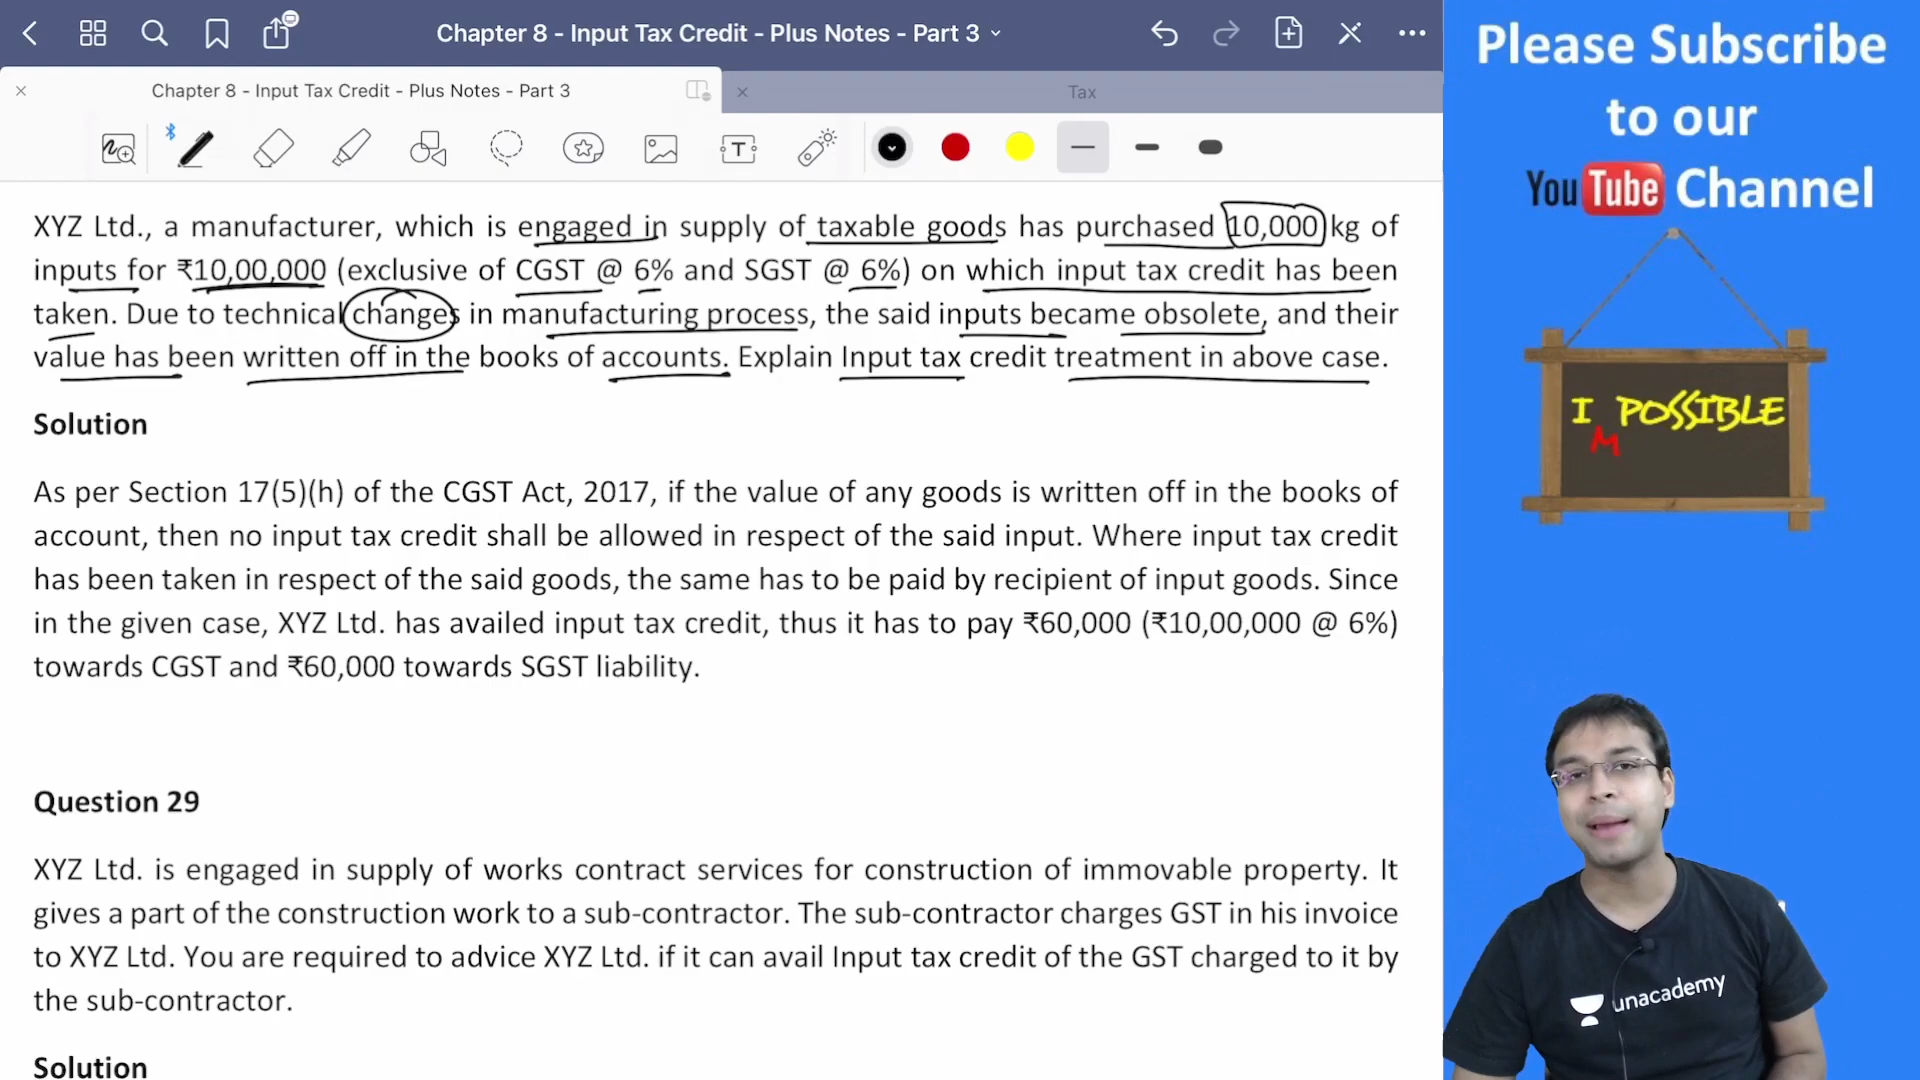 Chapter 8 - Input Tax Credit - Plus Notes - Part 3
Chapter 8 - Input Tax Credit - Plus Notes - Part 3
Tax
T
XYZ Ltd., a manufacturer, which is engaged in supply of taxable goods has purchased 10,000 kg of
inputs for ₹10,00,000 (exclusive of CGST @ 6% and SGST @ 6%) on which input tax credit has been
taken. Due to technical changes in manufacturing process, the said inputs became obsolete, and their
value has been written off in the books of accounts. Explain Input tax credit treatment in above case.
Solution
As per Section 17(5)(h) of the CGST Act, 2017, if the value of any goods is written off in the books of
account, then no input tax credit shall be allowed in respect of the said input. Where input tax credit
has been taken in respect of the said goods, the same has to be paid by recipient of input goods. Since
in the given case, XYZ Ltd. has availed input tax credit, thus it has to pay ₹60,000 (₹10,00,000 @ 6%)
towards CGST and ₹60,000 towards SGST liability.
Question 29
XYZ Ltd. is engaged in supply of works contract services for construction of immovable property. It
gives a part of the construction work to a sub-contractor. The sub-contractor charges GST in his invoice
to XYZ Ltd. You are required to advice XYZ Ltd. if it can avail Input tax credit of the GST charged to it by
the sub-contractor.
Solution
Please Subscribe
to our
YouTube Channel
I POSSIBLE
M
unacademy